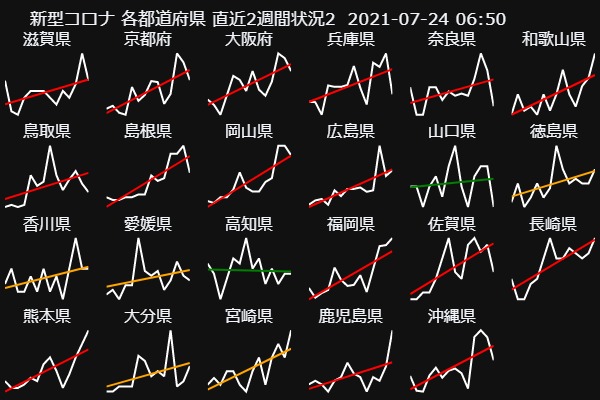 新型コロナ 各都道府県 直近2週間状況2 2021-07-24 06:50
滋賀県 京都府 大阪府 兵庫県 奈良県 和歌山県
鳥取県 島根県 岡山県 広島県 山口県 徳島県
香川県 愛媛県 高知県 福岡県 佐賀県 長崎県
熊本県 大分県 宮崎県 鹿児島県 沖縄県